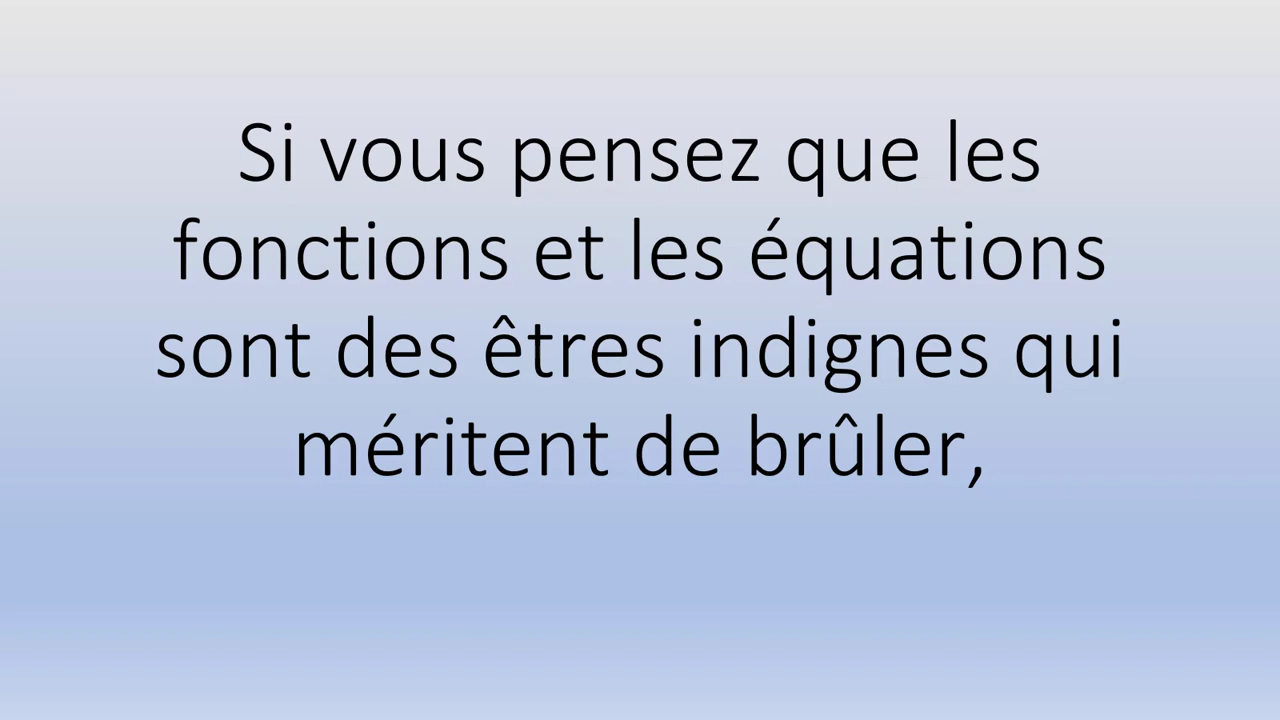 Si vous pensez que les
fonctions et les équations
sont des êtres indignes qui
méritent de brûler,